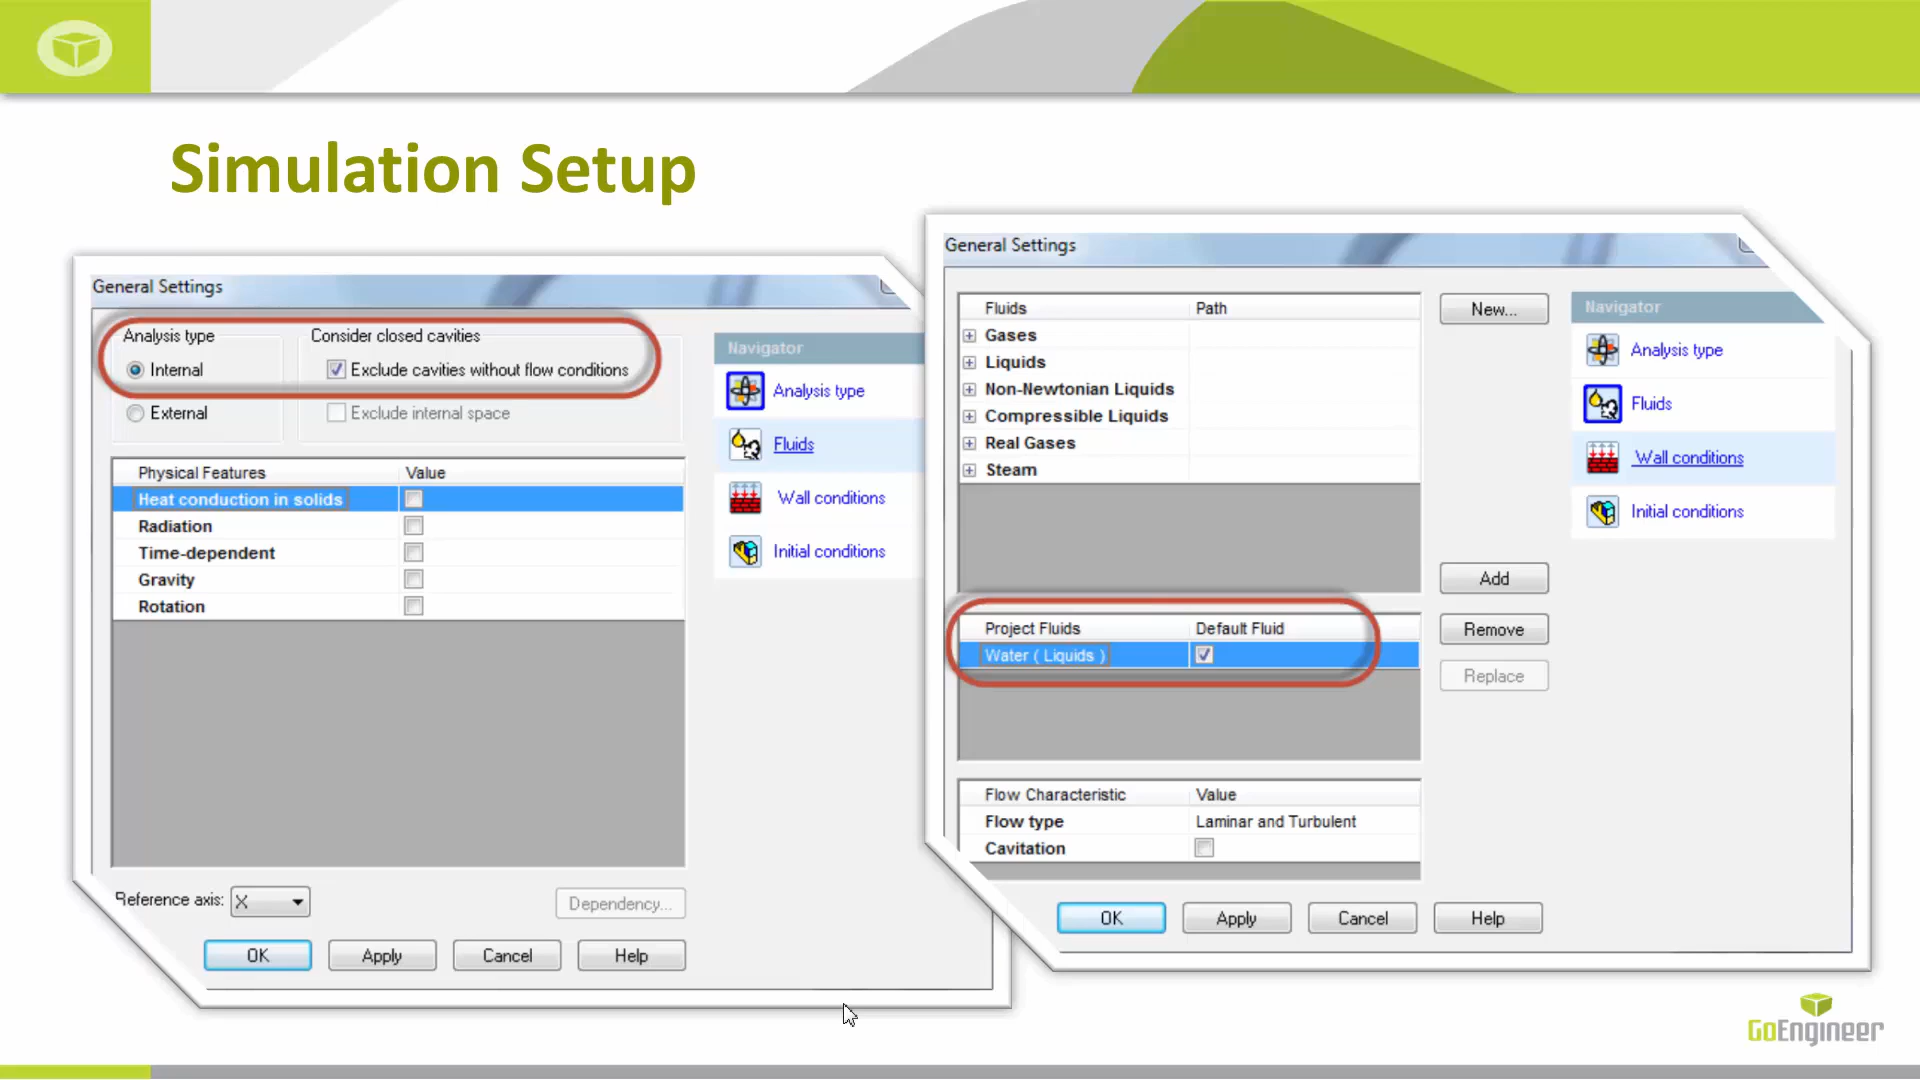 Simulation Setup
General Settings
Analysis type
Consider closed cavities
Internal
Exclude cavities without flow conditions
External
Exclude internal space
Physical Features Value
Heat conduction in solids
Radiation
Time-dependent
Gravity
Rotation
Reference axis: X
Dependency...
OK Apply Cancel Help
Navigator
Analysis type
Fluids
Wall conditions
Initial conditions
General Settings
Fluids Path
Gases
Liquids
Non-Newtonian Liquids
Compressible Liquids
Real Gases
Steam
New...
Add
Project Fluids Default Fluid
Water ( Liquids )
Remove
Replace
Flow Characteristic Value
Flow type Laminar and Turbulent
Cavitation
OK Apply Cancel Help
Navigator
Analysis type
Fluids
Wall conditions
Initial conditions
GoEngineer